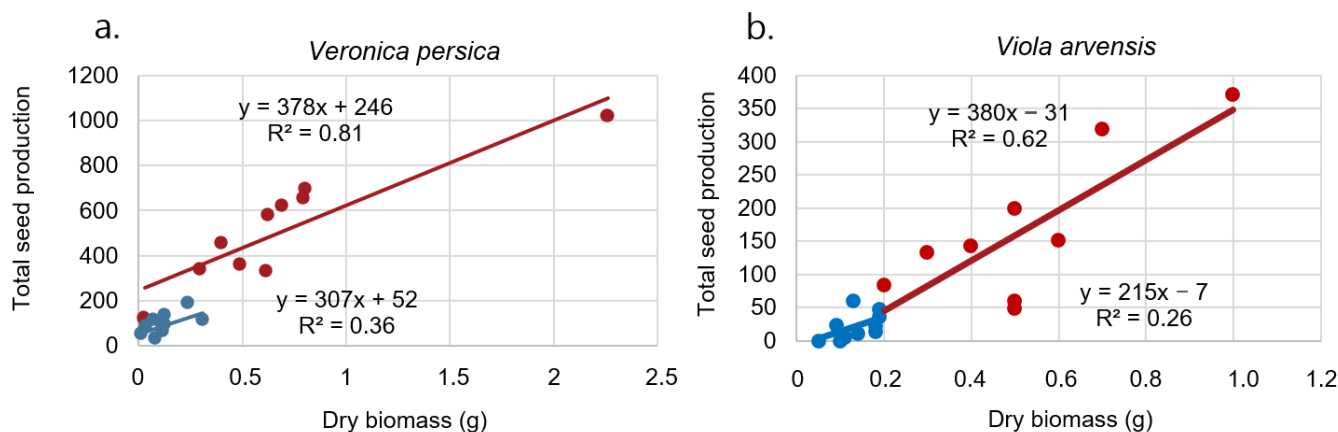 a.
Veronica persica
Total seed production
1200
1000
800
600
400
200
0
y = 378x + 246
R² = 0.81
y = 307x + 52
R² = 0.36
0
0.5
1
2
2.5
Dry biomass (g)
b.
Viola arvensis
Total seed production
400
350
300
250
200
150
100
50
0
y = 380x − 31
R² = 0.62
y = 215x − 7
R² = 0.26
0
0.2
0.4
0.6
0.8
1.0
1.2
Dry biomass (g)